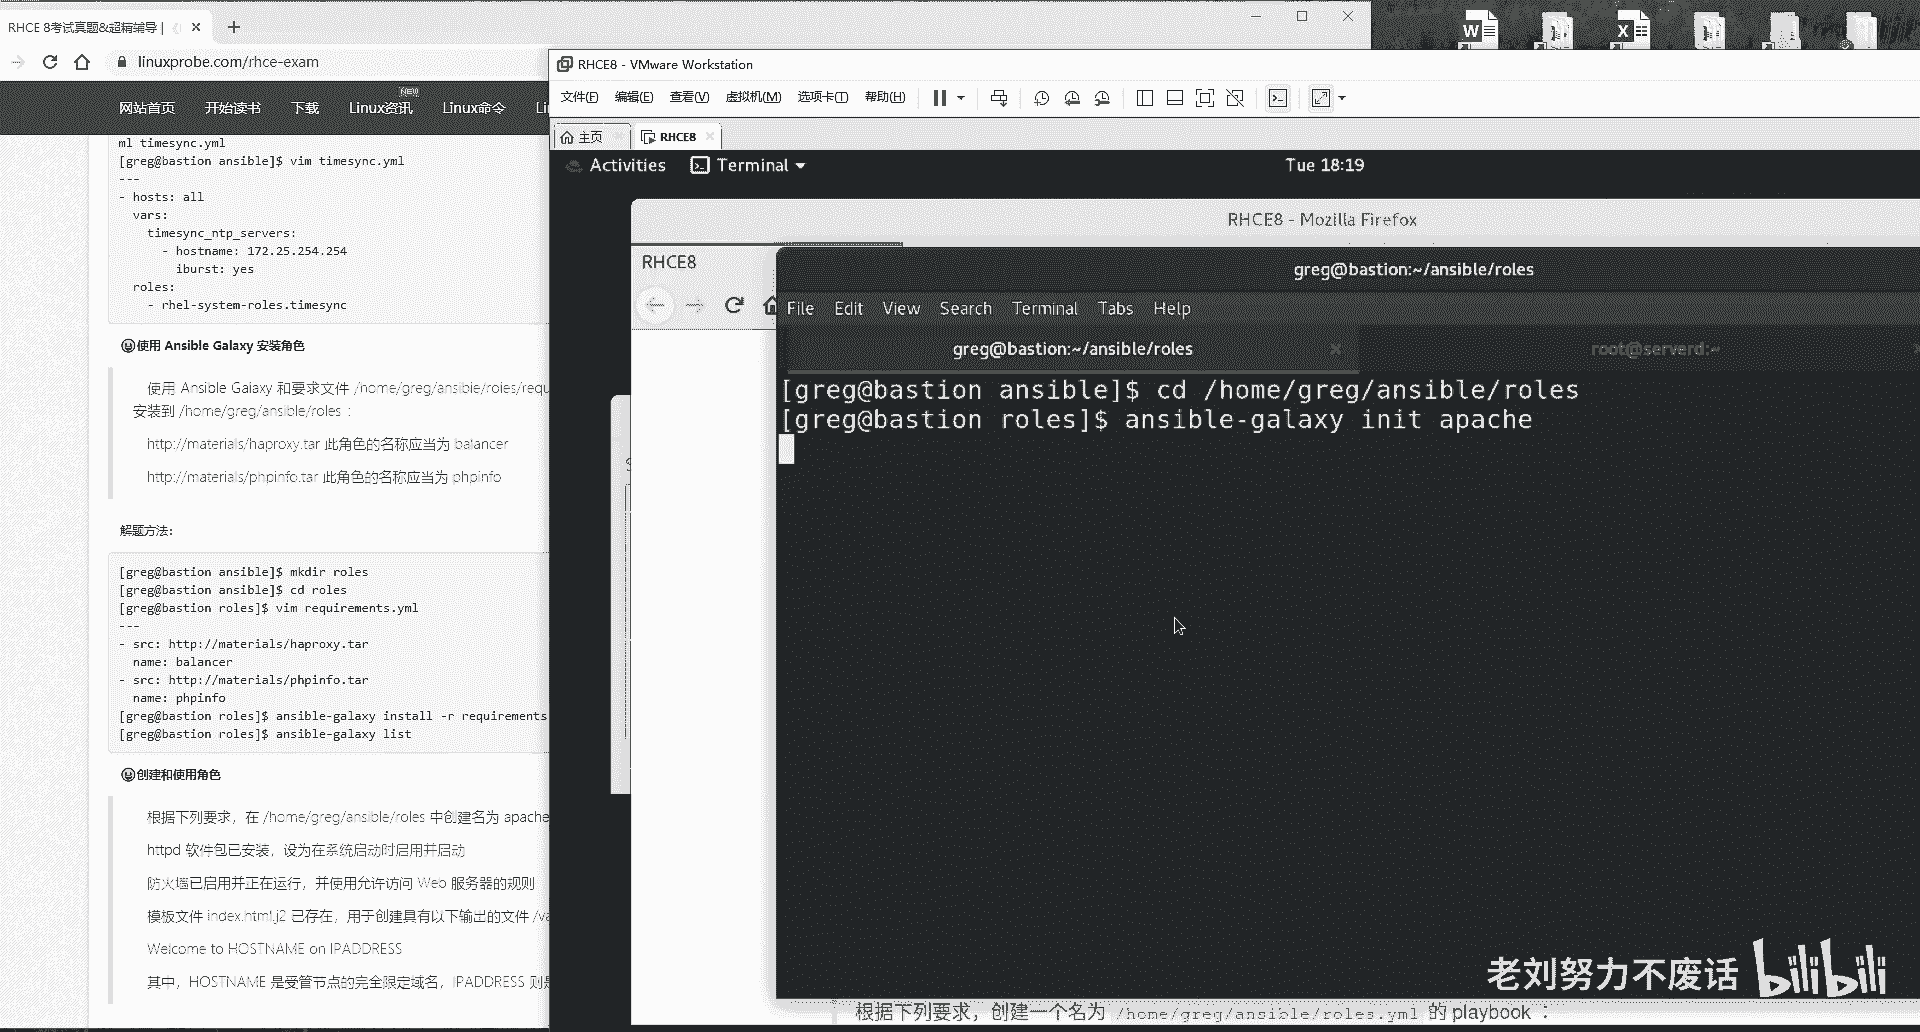 RHCE 8考试真题&超精辅导 |
linuxprobe.com/rhce-exam
网站首页 开始读书 下载 Linux资讯 NEW Linux命令
ml timesync.yml
[greg@bastion ansible]$ vim timesync.yml
---
- hosts: all
vars:
timesync_ntp_servers:
- hostname: 172.25.254.254
iburst: yes
roles:
- rhel-system-roles.timesync
使用 Ansible Galaxy 安装角色
使用 Ansible Galaxy 和要求文件 /home/greg/ansible/roles/requ
安装到 /home/greg/ansible/roles :
http://materials/haproxy.tar 此角色的名称应当为 balancer
http://materials/phpinfo.tar 此角色的名称应当为 phpinfo
解题方法:
[greg@bastion ansible]$ mkdir roles
[greg@bastion ansible]$ cd roles
[greg@bastion roles]$ vim requirements.yml
---
- src: http://materials/haproxy.tar
name: balancer
- src: http://materials/phpinfo.tar
name: phpinfo
[greg@bastion roles]$ ansible-galaxy install -r requirements
[greg@bastion roles]$ ansible-galaxy list
创建和使用角色
根据下列要求，在 /home/greg/ansible/roles 中创建名为 apache
httpd 软件包已安装，设为在系统启动时启用并启动
防火墙已启用并正在运行，并使用允许访问 Web 服务器的规则
模板文件 index.html.j2 已存在，用于创建具有以下输出的文件 /va
Welcome to HOSTNAME on IPADDRESS
其中，HOSTNAME 是受管节点的完全限定域名，IPADDRESS 则是
RHCE8 - VMware Workstation
文件(F) 编辑(E) 查看(V) 虚拟机(M) 选项卡(T) 帮助(H)
主页 RHCE8
Activities Terminal Tue 18:19
RHCE8 - Mozilla Firefox
RHCE8
greg@bastion:~/ansible/roles
File Edit View Search Terminal Tabs Help
greg@bastion:~/ansible/roles root@serverd:~
[greg@bastion ansible]$ cd /home/greg/ansible/roles
[greg@bastion roles]$ ansible-galaxy init apache
老刘努力不废话 bilibili
根据下列要求，创建一个名为 /home/greg/ansible/roles.yml 的 playbook :